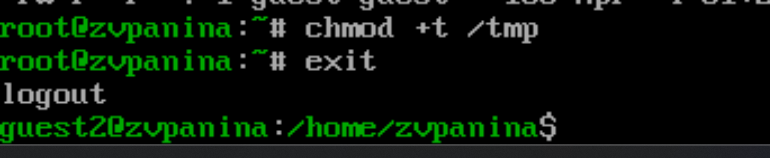 root@zvpanina:~# chmod +t /tmp
root@zvpanina:~# exit
logout
guest2@zvpanina:/home/zvpanina$